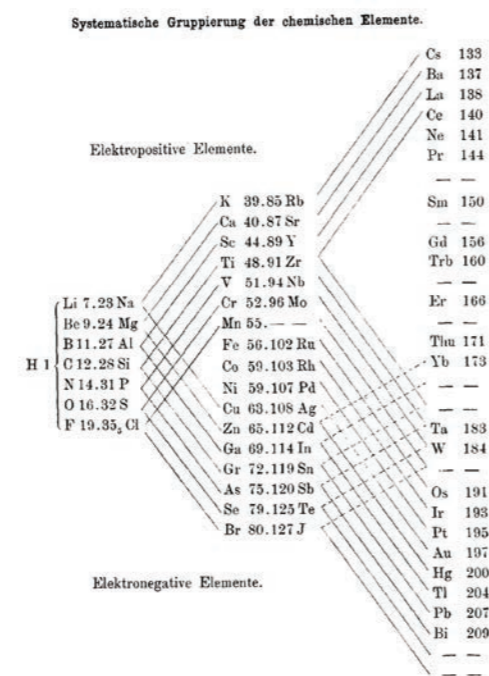 Systematische Gruppierung der chemischen Elemente.
Elektropositive Elemente.
H 1
Li 7.23 Na
Be 9.24 Mg
B 11.27 Al
C 12.28 Si
N 14.31 P
O 16.32 S
F 19.35,5 Cl
K 39.85 Rb
Ca 40.87 Sr
Sc 44.89 Y
Ti 48.91 Zr
V 51.94 Nb
Cr 52.96 Mo
Mn 55. — —
Fe 56.102 Ru
Co 59.103 Rh
Ni 59.107 Pd
Cu 63.108 Ag
Zn 65.112 Cd
Ga 69.114 In
Gr 72.119 Sn
As 75.120 Sb
Se 79.125 Te
Br 80.127 J
Cs 133
Ba 137
La 138
Ce 140
Ne 141
Pr 144
— —
Sm 150
— —
Gd 156
Trb 160
— —
Er 166
— —
Thu 171
Yb 173
— —
— —
Ta 183
W 184
— —
Os 191
Ir 193
Pt 195
Au 197
Hg 200
Tl 204
Pb 207
Bi 209
— —
— —
Elektronegative Elemente.